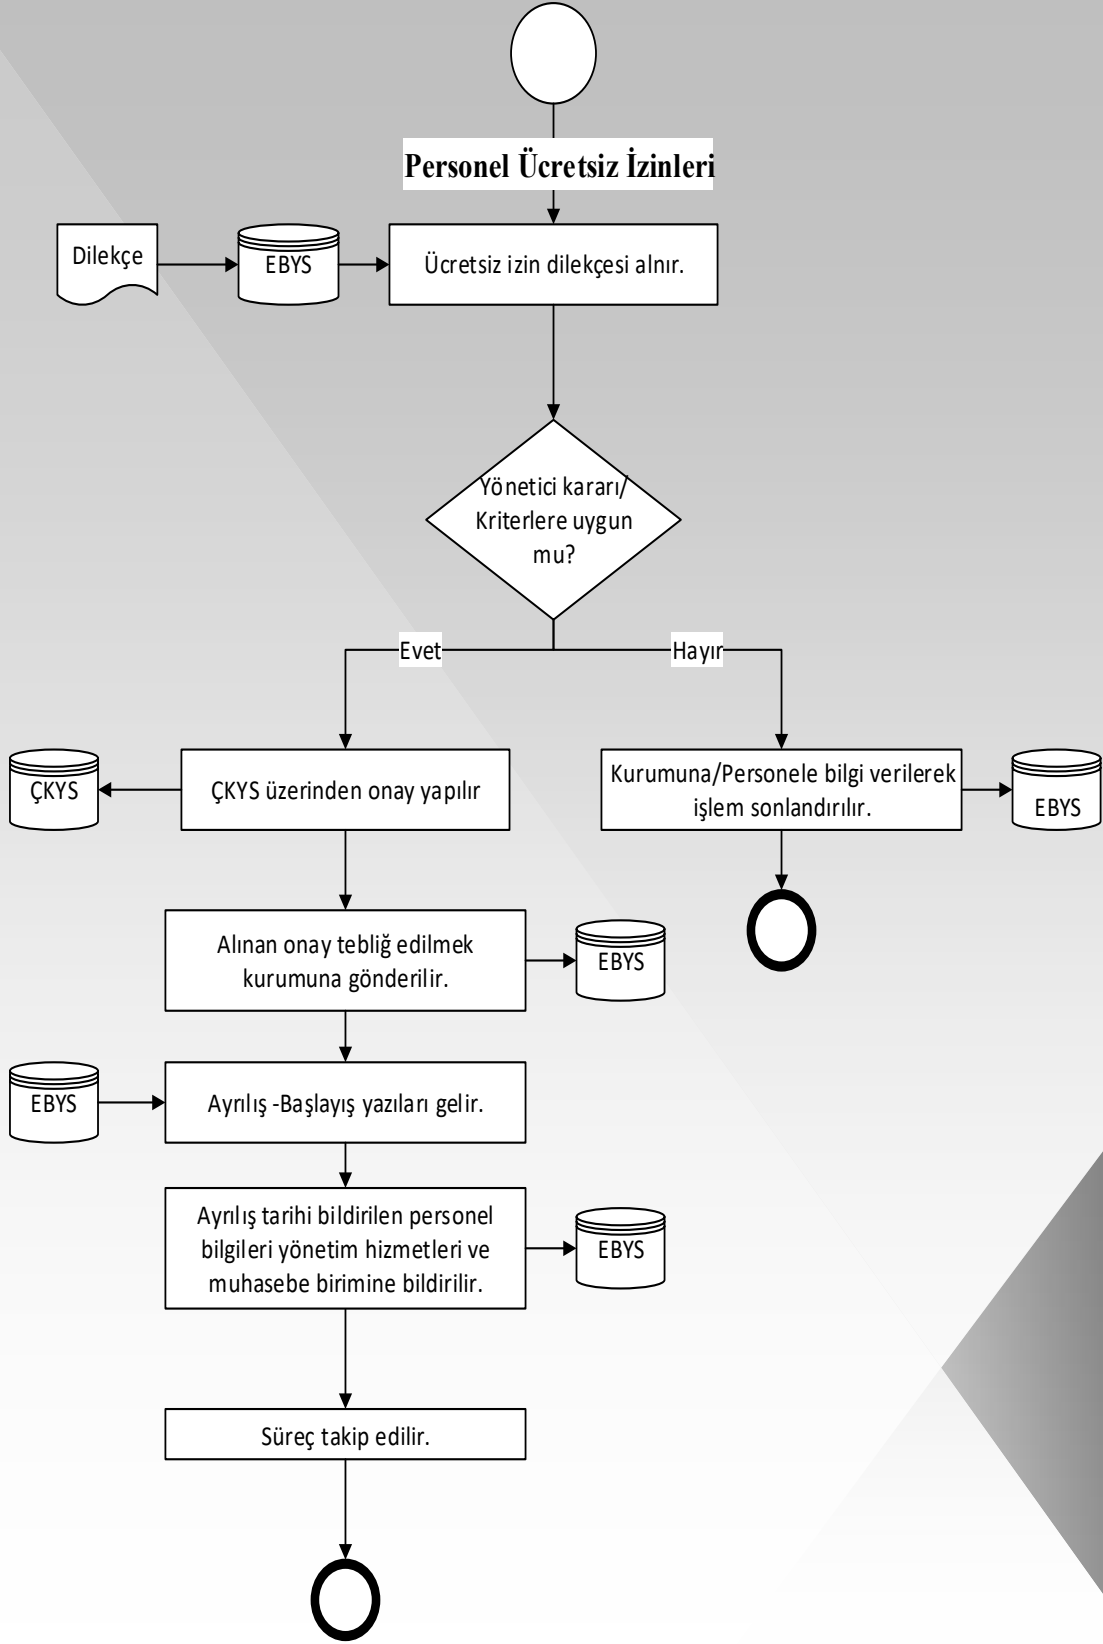 Personel Ücretsiz İzinleri
Dilekçe
EBYS
Ücretsiz izin dilekçesi alnır.
Yönetici kararı/
Kriterlere uygun
mu?
Evet
Hayır
ÇKYS
ÇKYS üzerinden onay yapılır
Kurumuna/Personele bilgi verilerek
işlem sonlandırılır.
EBYS
Alınan onay tebliğ edilmek
kurumuna gönderilir.
EBYS
EBYS
Ayrılış -Başlayış yazıları gelir.
Ayrılış tarihi bildirilen personel
bilgileri yönetim hizmetleri ve
muhasebe birimine bildirilir.
EBYS
Süreç takip edilir.